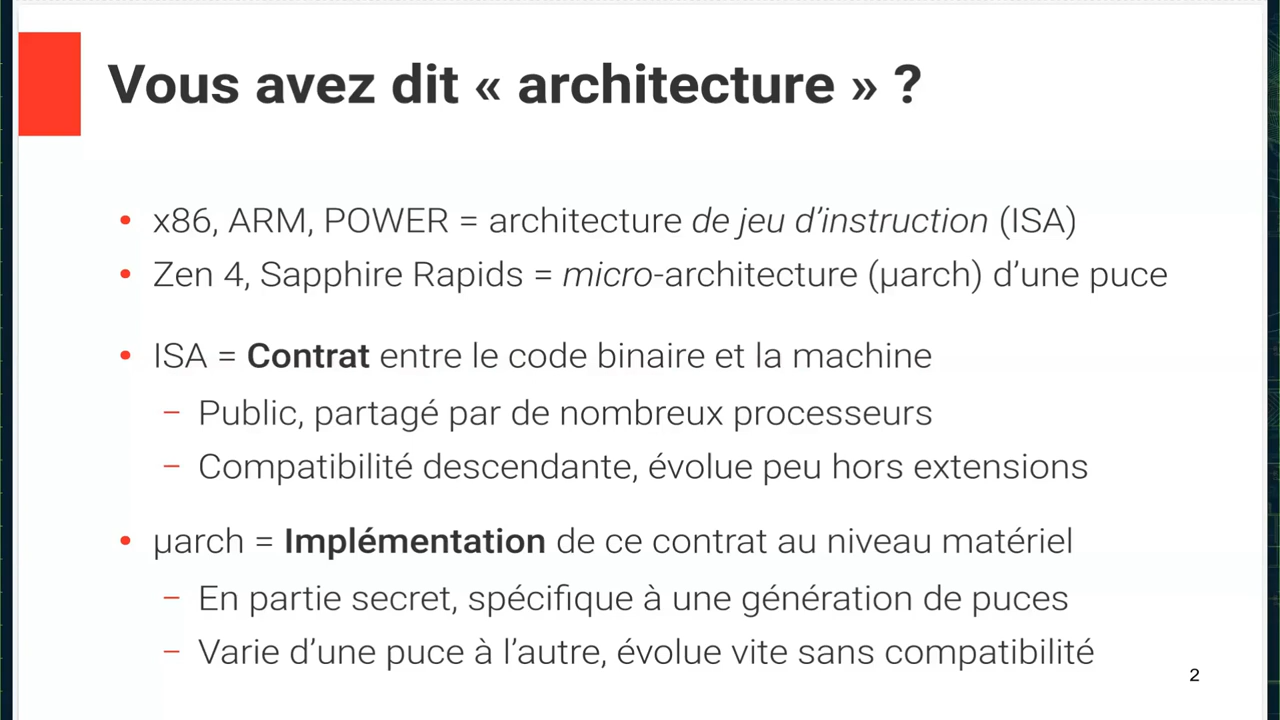 Vous avez dit « architecture » ?
• x86, ARM, POWER = architecture de jeu d’instruction (ISA)
• Zen 4, Sapphire Rapids = micro-architecture (µarch) d’une puce
• ISA = Contrat entre le code binaire et la machine
– Public, partagé par de nombreux processeurs
– Compatibilité descendante, évolue peu hors extensions
• µarch = Implémentation de ce contrat au niveau matériel
– En partie secret, spécifique à une génération de puces
– Varie d’une puce à l’autre, évolue vite sans compatibilité
2